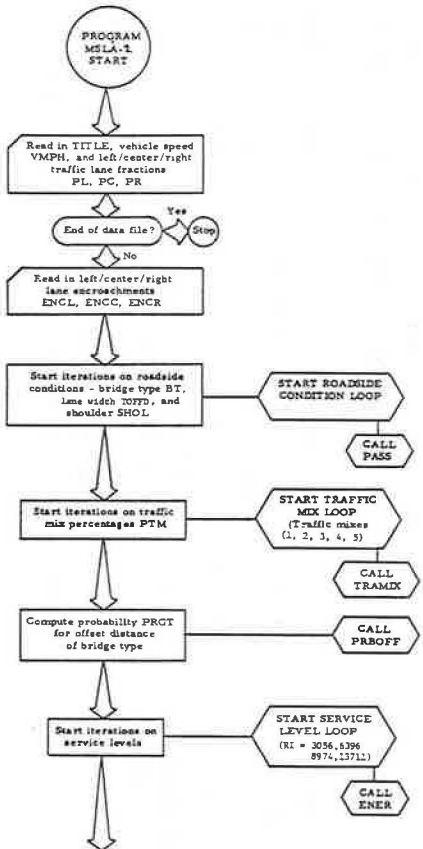 PROGRAM
MSLA-2
START
Read in TITLE, vehicle speed
VMPH, and left/center/right
traffic lane fractions
PL, PC, PR
End of data file?
Yes
Stop
No
Read in left/center/right
lane encroachments
ENCL, ENCC, ENCR
Start iterations on roadside
conditions - bridge type BT,
lane width TOFFD, and
shoulder SHOL
START ROADSIDE
CONDITION LOOP
CALL
PASS
Start iterations on traffic
mix percentages PTM
START TRAFFIC
MIX LOOP
(Traffic mixes
(1, 2, 3, 4, 5)
CALL
TRAMIX
Compute probability PRGT
for offset distance
of bridge type
CALL
PRBOFF
Start iterations on
service levels
START SERVICE
LEVEL LOOP
(RI = 3056,6396
8974,13711
CALL
ENER